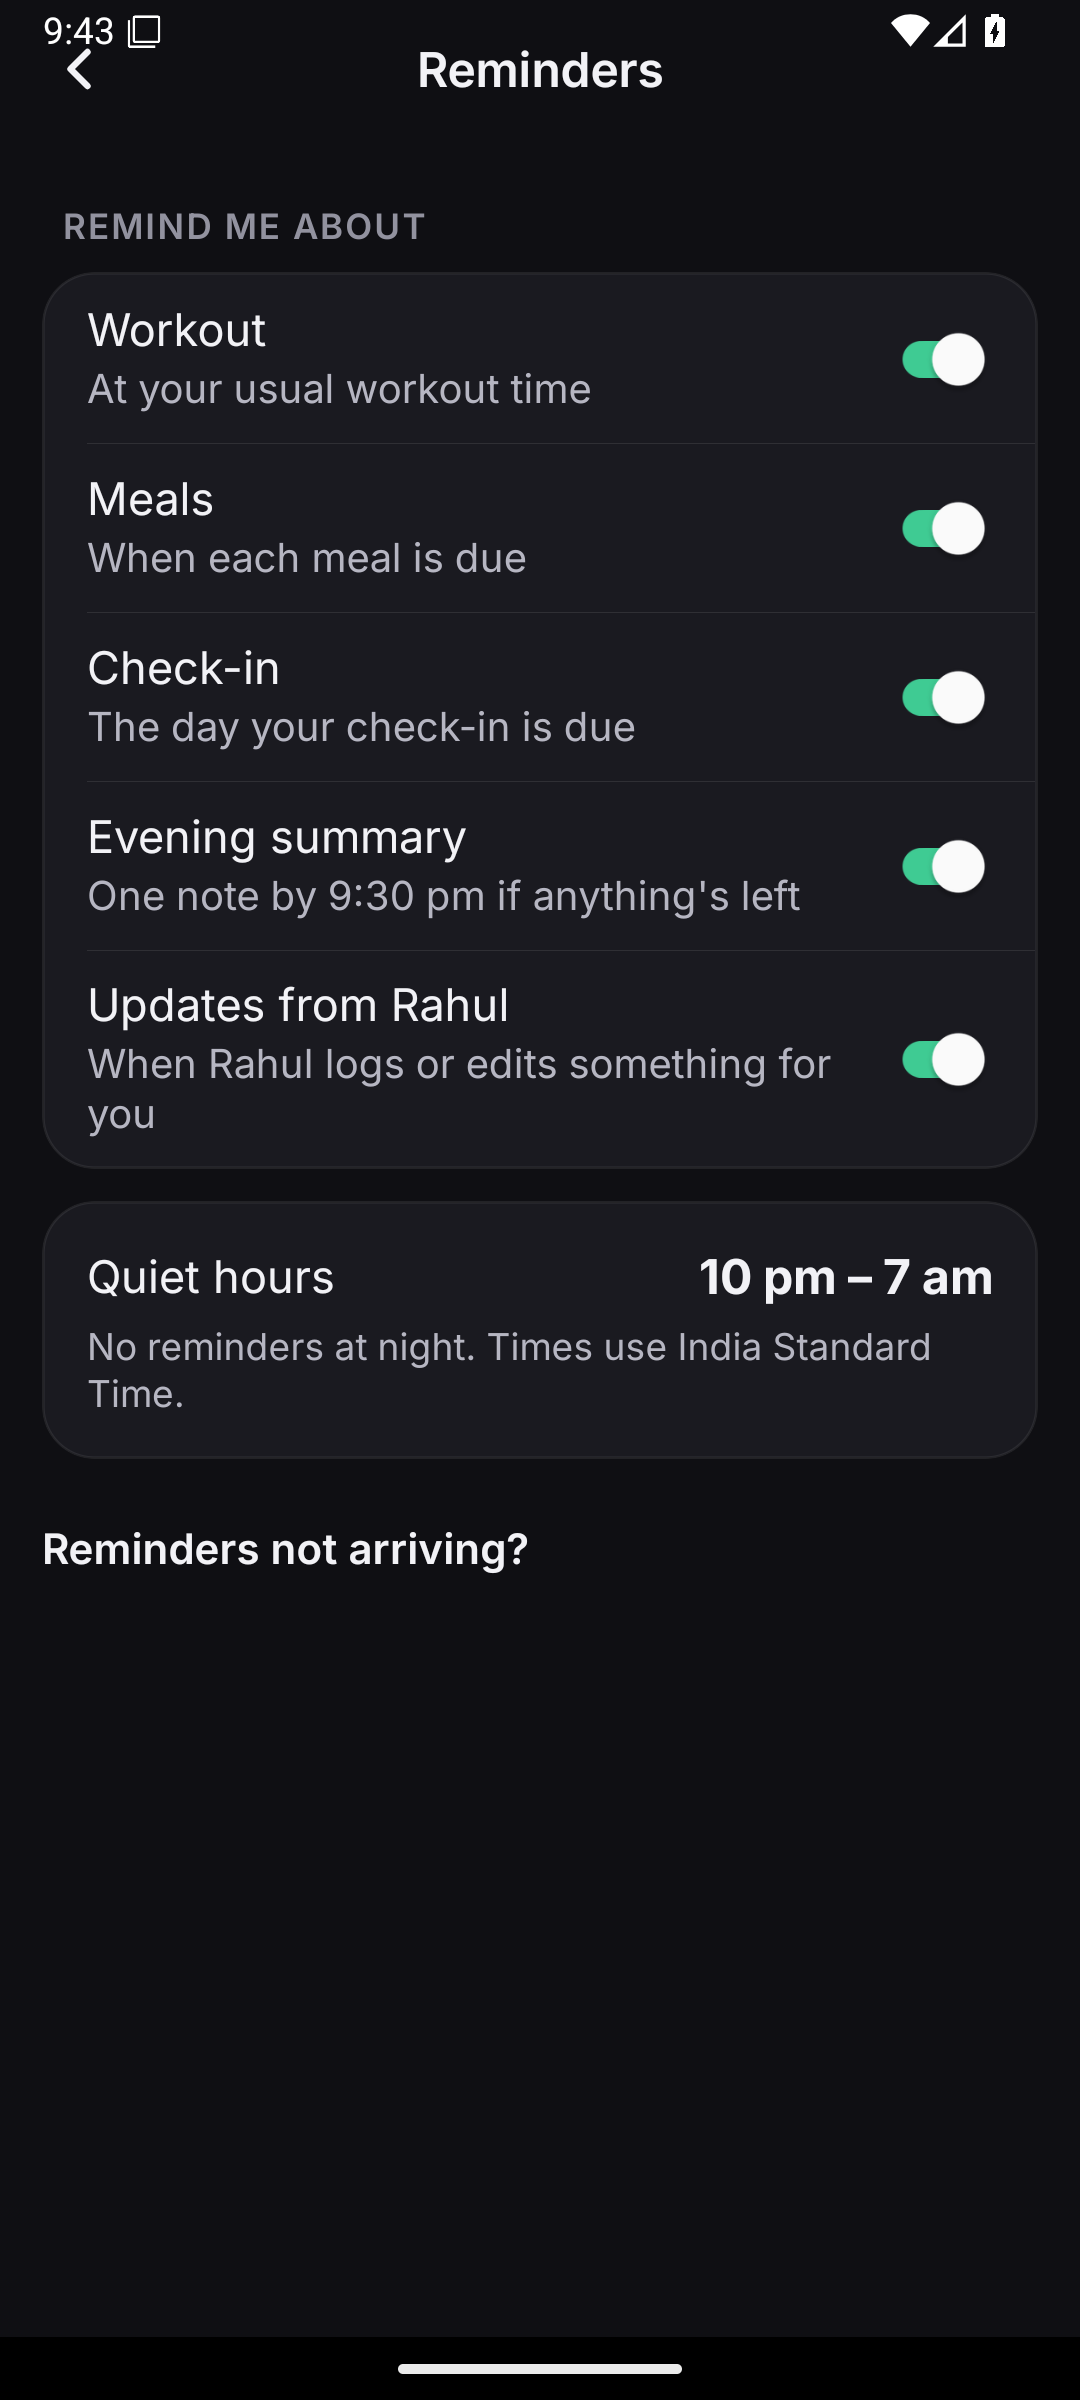 9:43
Reminders
REMIND ME ABOUT
Workout
At your usual workout time
Meals
When each meal is due
Check-in
The day your check-in is due
Evening summary
One note by 9:30 pm if anything's left
Updates from Rahul
When Rahul logs or edits something for
you
Quiet hours
10 pm – 7 am
No reminders at night. Times use India Standard
Time.
Reminders not arriving?